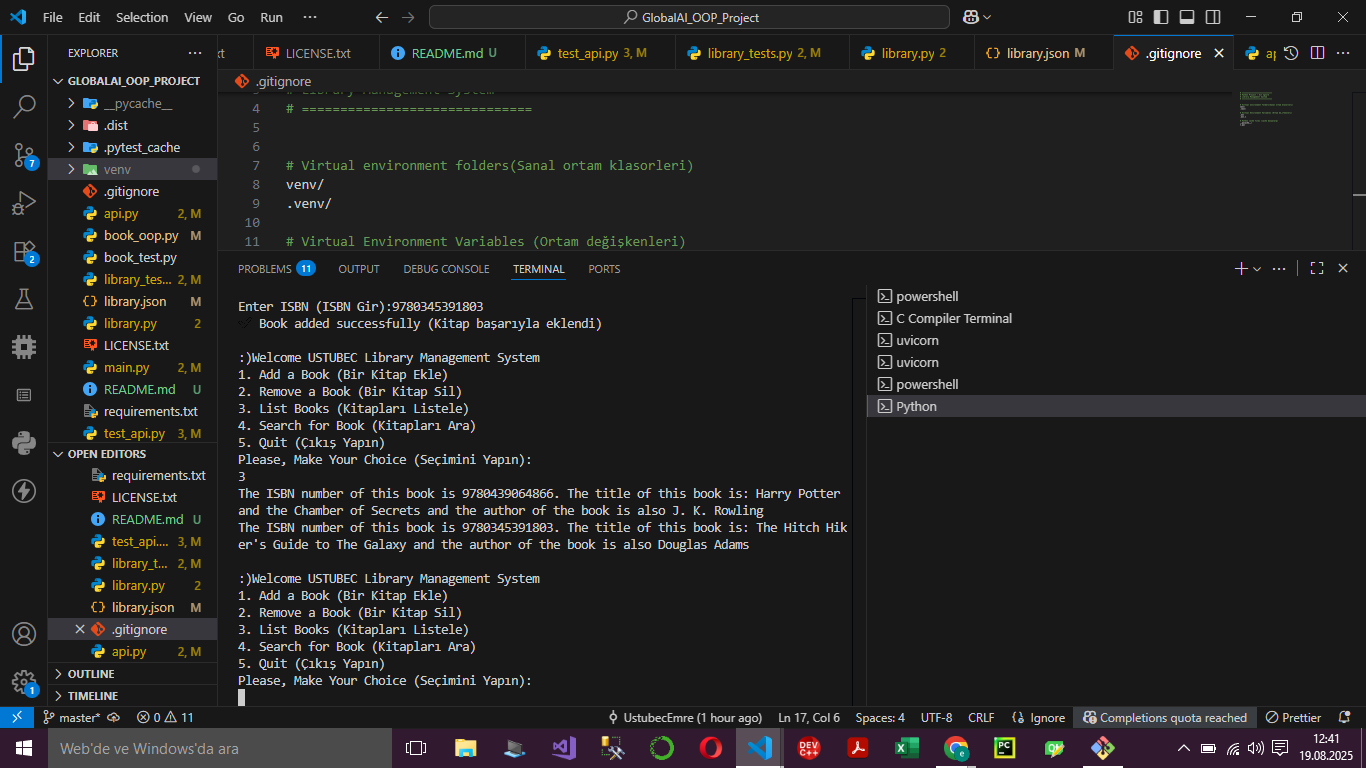 File Edit Selection View Go Run ··· GlobalAI_OOP_Project
EXPLORER ···
xt LICENSE.txt README.md U test_api.py 3, M library_tests.py 2, M library.py 2 library.json M .gitignore
GLOBALAI_OOP_PROJECT
__pycache__
.dist
.pytest_cache
venv
.gitignore
api.py 2, M
book_oop.py M
book_test.py
library_tes... 2, M
library.json M
library.py 2
LICENSE.txt
main.py 2, M
README.md U
requirements.txt
test_api.py 3, M
OPEN EDITORS
requirements.txt
LICENSE.txt
README.md U
test_api.... 3, M
library_t... 2, M
library.py 2
library.json M
.gitignore
api.py 2, M
OUTLINE
TIMELINE
7
2
1
.gitignore
3 # Library Management System
4 # =============================
5
6
7 # Virtual environment folders(Sanal ortam klasorleri)
8 venv/
9 .venv/
10
11 # Virtual Environment Variables (Ortam değişkenleri)
PROBLEMS 11 OUTPUT DEBUG CONSOLE TERMINAL PORTS
Enter ISBN (ISBN Gir):9780345391803
Book added successfully (Kitap başarıyla eklendi)
:)Welcome USTUBEC Library Management System
1. Add a Book (Bir Kitap Ekle)
2. Remove a Book (Bir Kitap Sil)
3. List Books (Kitapları Listele)
4. Search for Book (Kitapları Ara)
5. Quit (Çıkış Yapın)
Please, Make Your Choice (Seçimini Yapın):
3
The ISBN number of this book is 9780439064866. The title of this book is: Harry Potter
and the Chamber of Secrets and the author of the book is also J. K. Rowling
The ISBN number of this book is 9780345391803. The title of this book is: The Hitch Hik
er's Guide to The Galaxy and the author of the book is also Douglas Adams
:)Welcome USTUBEC Library Management System
1. Add a Book (Bir Kitap Ekle)
2. Remove a Book (Bir Kitap Sil)
3. List Books (Kitapları Listele)
4. Search for Book (Kitapları Ara)
5. Quit (Çıkış Yapın)
Please, Make Your Choice (Seçimini Yapın):
powershell
C Compiler Terminal
uvicorn
uvicorn
powershell
Python
master* 0 11 UstubecEmre (1 hour ago) Ln 17, Col 6 Spaces: 4 UTF-8 CRLF Ignore Completions quota reached Prettier
Web'de ve Windows'da ara
DEV C++
PC
12:41
19.08.2025